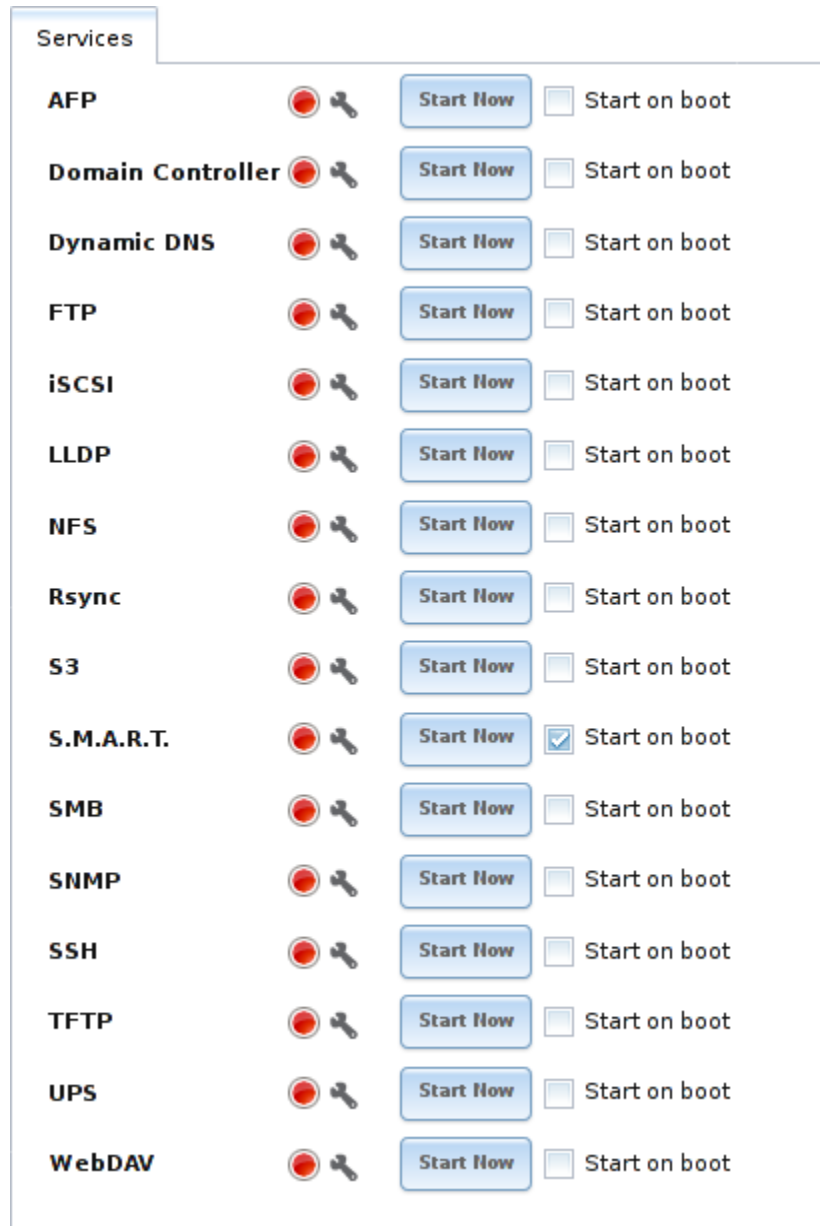 Services
AFP Start Now Start on boot
Domain Controller Start Now Start on boot
Dynamic DNS Start Now Start on boot
FTP Start Now Start on boot
iSCSI Start Now Start on boot
LLDP Start Now Start on boot
NFS Start Now Start on boot
Rsync Start Now Start on boot
S3 Start Now Start on boot
S.M.A.R.T. Start Now Start on boot
SMB Start Now Start on boot
SNMP Start Now Start on boot
SSH Start Now Start on boot
TFTP Start Now Start on boot
UPS Start Now Start on boot
WebDAV Start Now Start on boot